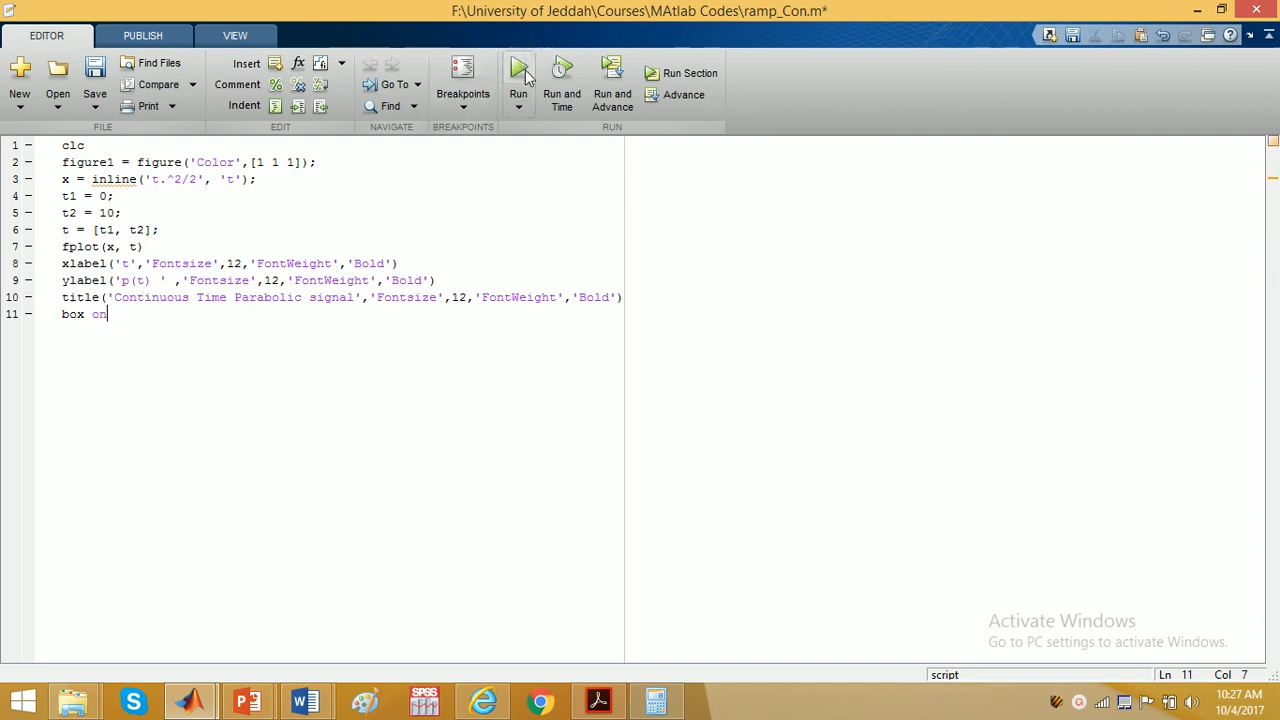 F:\University of Jeddah\Courses\MAtlab Codes\ramp_Con.m*
EDITOR PUBLISH VIEW
New Open Save Find Files Compare Print
Insert Comment Indent
Go To Find
Breakpoints
Run Run and Time Run and Advance Run Section Advance
FILE EDIT NAVIGATE BREAKPOINTS RUN
1 clc
2 figure1 = figure('Color',[1 1 1]);
3 x = inline('t.^2/2', 't');
4 t1 = 0;
5 t2 = 10;
6 t = [t1, t2];
7 fplot(x, t)
8 xlabel('t','Fontsize',12,'FontWeight','Bold')
9 ylabel('p(t) ' ,'Fontsize',12,'FontWeight','Bold')
10 title('Continuous Time Parabolic signal','Fontsize',12,'FontWeight','Bold')
11 box on
Activate Windows
Go to PC settings to activate Windows.
script Ln 11 Col 7
10:27 AM
10/4/2017